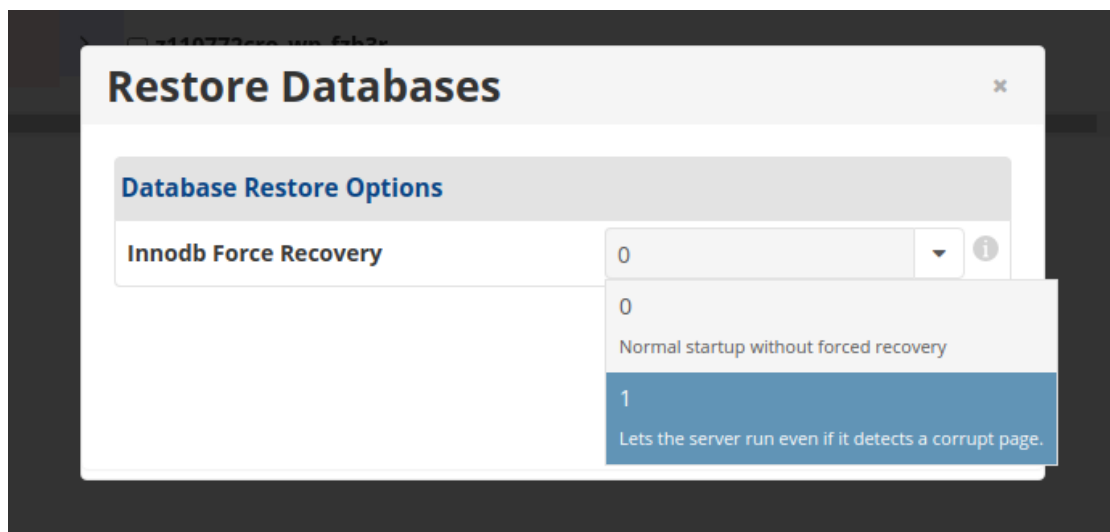 Restore Databases
Database Restore Options
Innodb Force Recovery
0
0
Normal startup without forced recovery
1
Lets the server run even if it detects a corrupt page.